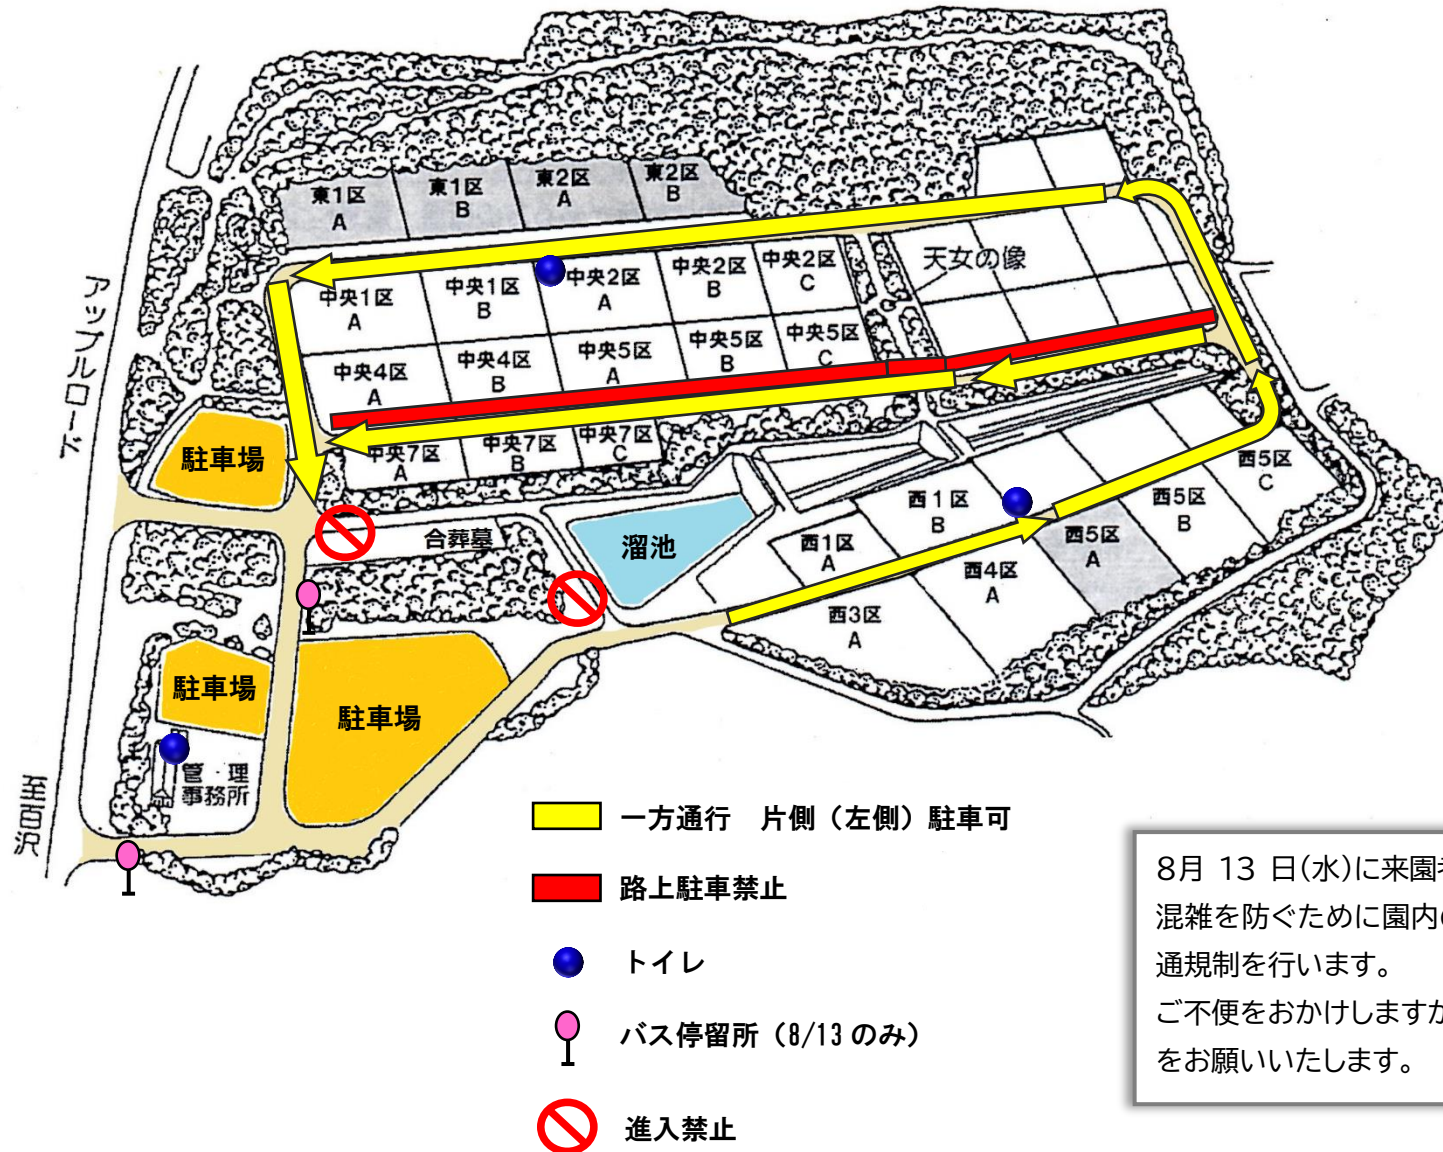 東1区
A
東1区
B
東2区
A
東2区
B
天女の像
中央1区
A
中央1区
B
中央2区
A
中央2区
B
中央2区
C
中央4区
A
中央4区
B
中央5区
A
中央5区
B
中央5区
C
中央7区
A
中央7区
B
中央7区
C
アップルロード
駐車場
合葬墓
溜池
西1区
A
西1区
B
西5区
A
西5区
B
西5区
C
西3区
A
西4区
A
駐車場
駐車場
管理
事務所
至百沢
一方通行 片側（左側）駐車可
路上駐車禁止
トイレ
バス停留所（8/13のみ）
進入禁止
8月 13 日(水)に来園
混雑を防ぐために園内
通規制を行います。
ご不便をおかけしますが
をお願いいたします。